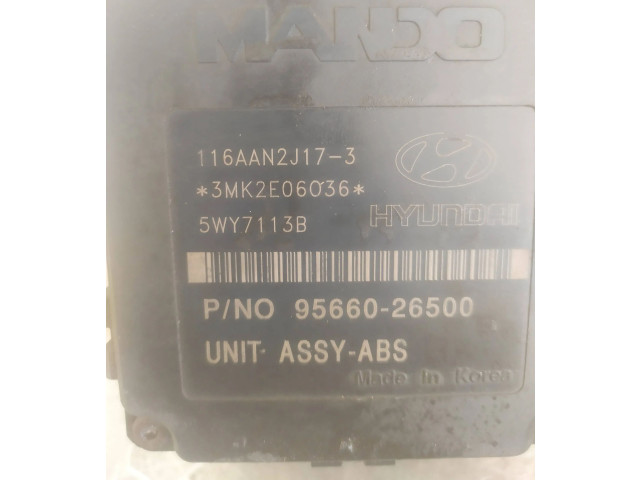 MANDO
116AAN2J17-3
*3MK2E06036*
5WY7113B
HYUNDAI
P/NO 95660-26500
UNIT ASSY-ABS
Made in Korea